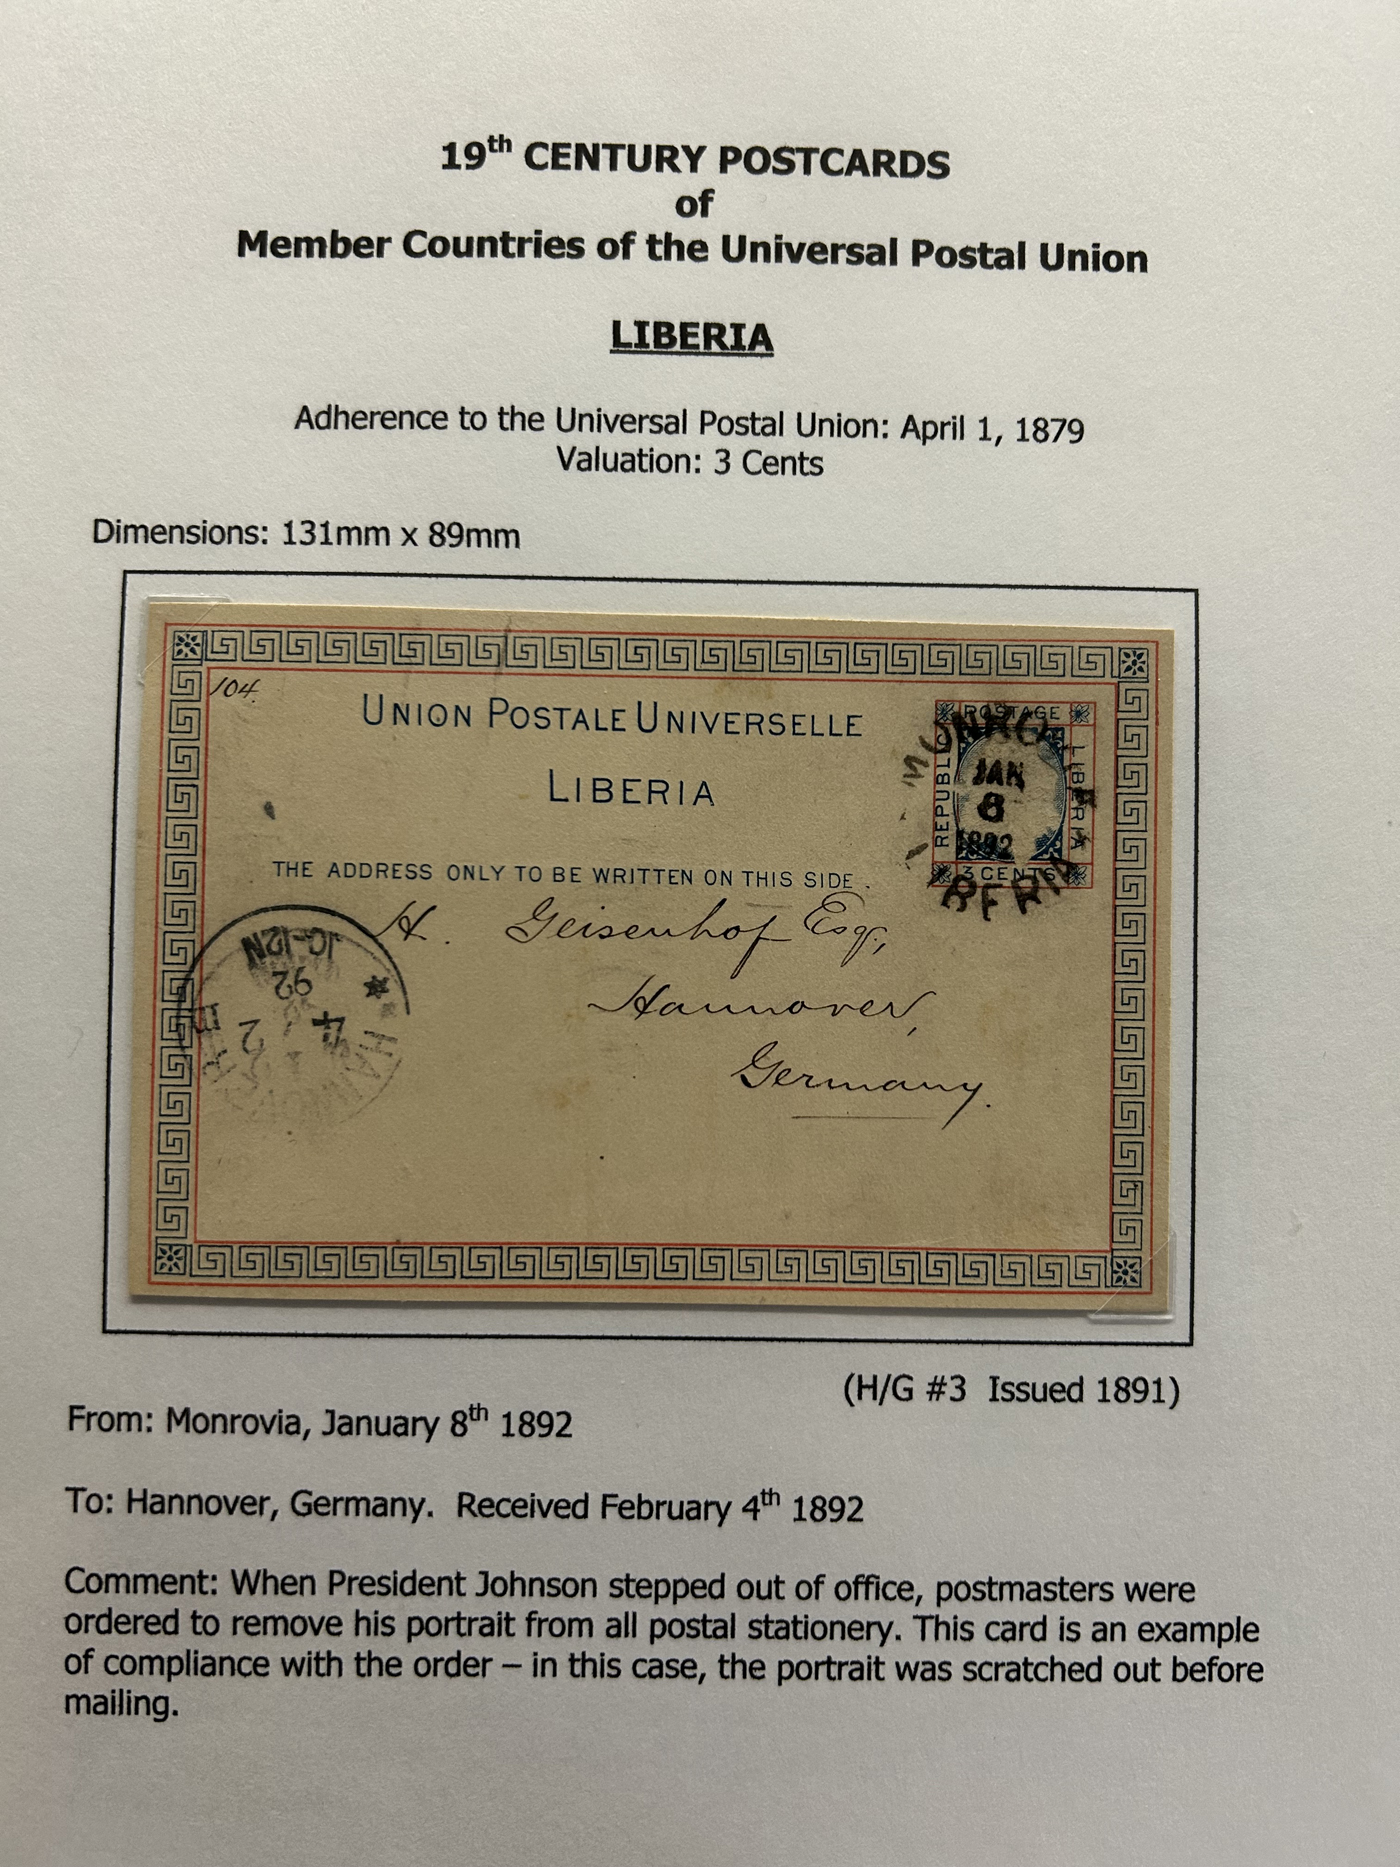 19th CENTURY POSTCARDS
of
Member Countries of the Universal Postal Union
LIBERIA
Adherence to the Universal Postal Union: April 1, 1879
Valuation: 3 Cents
Dimensions: 131mm x 89mm
104.
UNION POSTALE UNIVERSELLE
LIBERIA
THE ADDRESS ONLY TO BE WRITTEN ON THIS SIDE.
POSTAGE
REPUBLIC
LIBERIA
3 CENTS
JAN
8
1892
H. Geisenhof Esq.,
Hannover,
Germany.
10-12N
92
4 2
(H/G #3 Issued 1891)
From: Monrovia, January 8th 1892
To: Hannover, Germany. Received February 4th 1892
Comment: When President Johnson stepped out of office, postmasters were
ordered to remove his portrait from all postal stationery. This card is an example
of compliance with the order – in this case, the portrait was scratched out before
mailing.